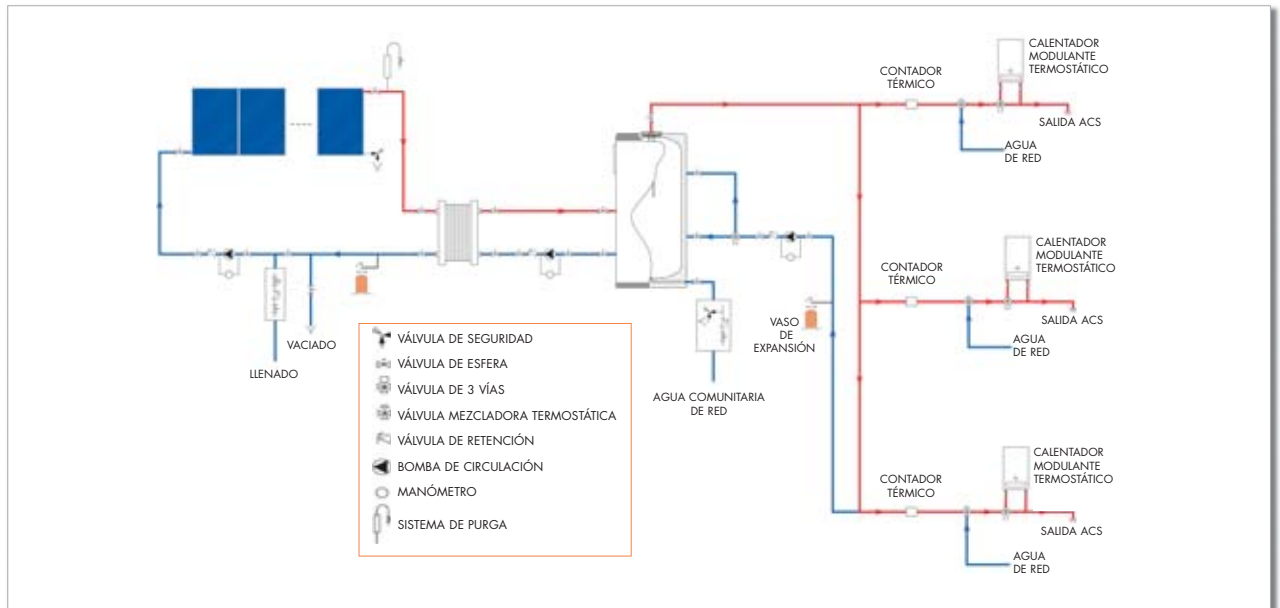 CALENTADOR
MODULANTE
TERMOSTÁTICO
CONTADOR
TÉRMICO
SALIDA ACS
AGUA
DE RED
CALENTADOR
MODULANTE
TERMOSTÁTICO
CONTADOR
TÉRMICO
SALIDA ACS
AGUA
DE RED
VASO
DE
EXPANSIÓN
VACIADO
LLENADO
AGUA COMUNITARIA
DE RED
VÁLVULA DE SEGURIDAD
VÁLVULA DE ESFERA
VÁLVULA DE 3 VÍAS
VÁLVULA MEZCLADORA TERMOSTÁTICA
VÁLVULA DE RETENCIÓN
BOMBA DE CIRCULACIÓN
MANÓMETRO
SISTEMA DE PURGA
CALENTADOR
MODULANTE
TERMOSTÁTICO
CONTADOR
TÉRMICO
SALIDA ACS
AGUA
DE RED